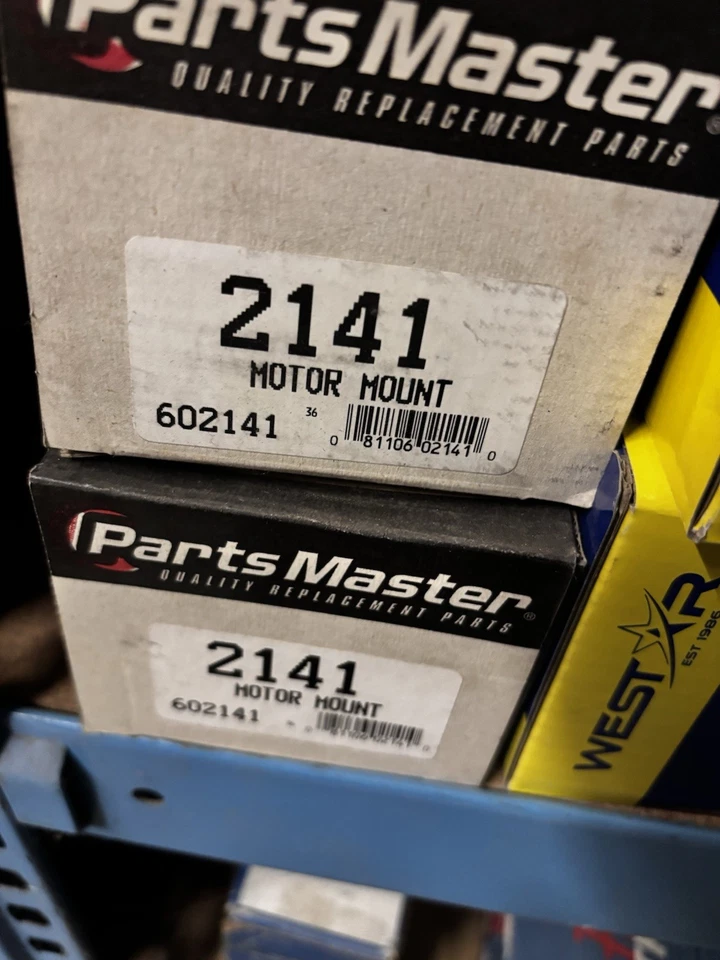 PartsMaster
QUALITY REPLACEMENT PARTS
2141
MOTOR MOUNT
602141
36
0 81106 02141 0
PartsMaster®
QUALITY REPLACEMENT PARTS
2141
MOTOR MOUNT
602141
WESTAR
EST 1986